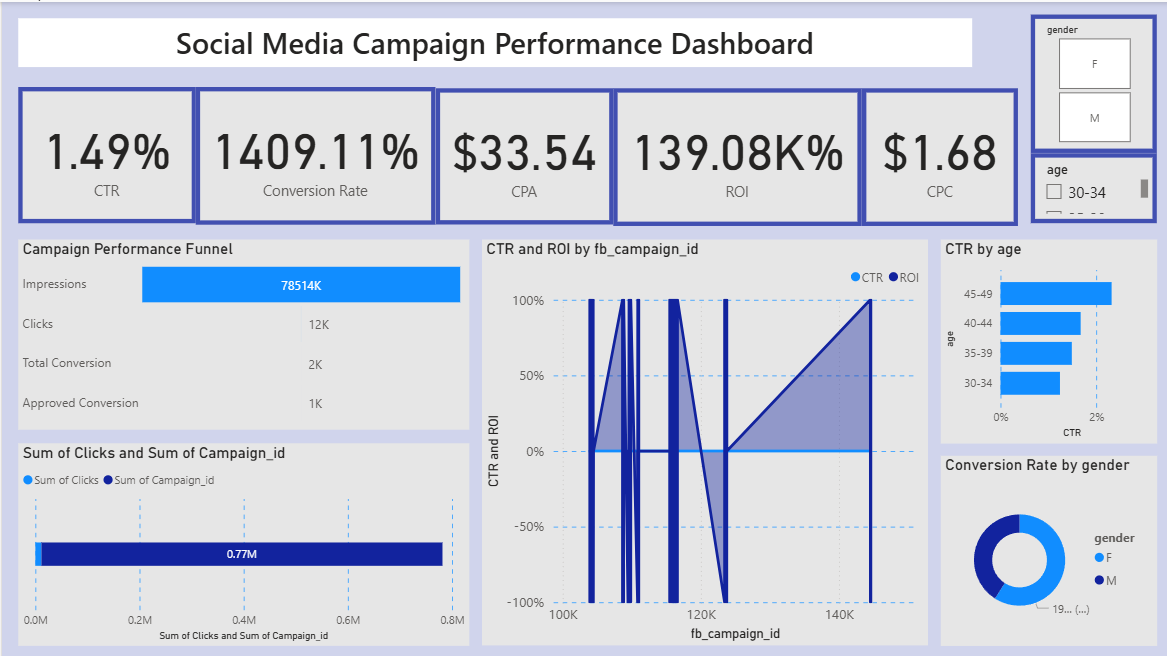 Social Media Campaign Performance Dashboard
gender
F
M
age
30-34
1.49%
CTR
1409.11%
Conversion Rate
$33.54
CPA
139.08K%
ROI
$1.68
CPC
Campaign Performance Funnel
Impressions
78514K
Clicks
12K
Total Conversion
2K
Approved Conversion
1K
Sum of Clicks and Sum of Campaign_id
Sum of Clicks Sum of Campaign_id
0.77M
0.0M 0.2M 0.4M 0.6M 0.8M
Sum of Clicks and Sum of Campaign_id
CTR and ROI by fb_campaign_id
CTR ROI
100%
50%
0%
-50%
-100%
CTR and ROI
100K 120K 140K
fb_campaign_id
CTR by age
age
45-49
40-44
35-39
30-34
0% 2%
CTR
Conversion Rate by gender
gender
F
M
19... (...)